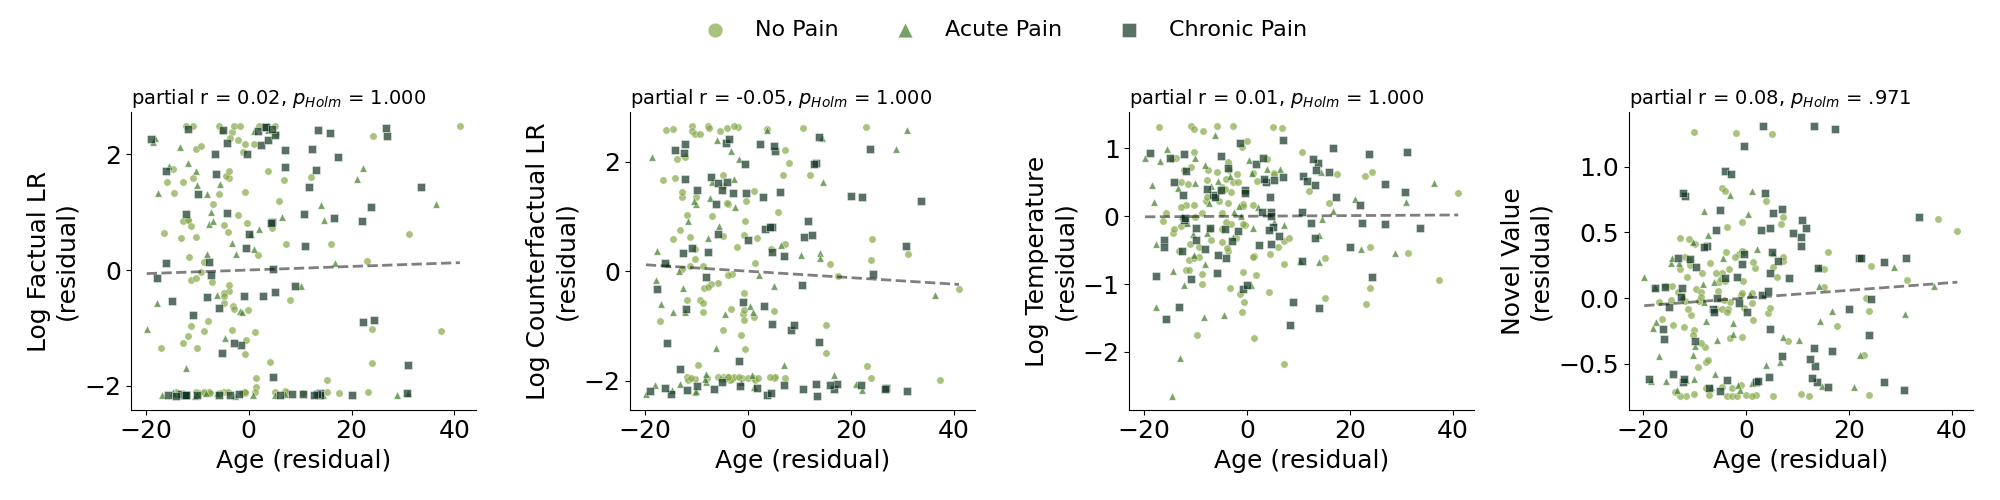 No Pain Acute Pain Chronic Pain
partial r = 0.02, pHolm = 1.000
2
0
−2
Log Factual LR
(residual)
−20 0 20 40
Age (residual)
partial r = -0.05, pHolm = 1.000
2
0
−2
Log Counterfactual LR
(residual)
−20 0 20 40
Age (residual)
partial r = 0.01, pHolm = 1.000
1
0
−1
−2
Log Temperature
(residual)
−20 0 20 40
Age (residual)
partial r = 0.08, pHolm = .971
1.0
0.5
0.0
−0.5
Novel Value
(residual)
−20 0 20 40
Age (residual)